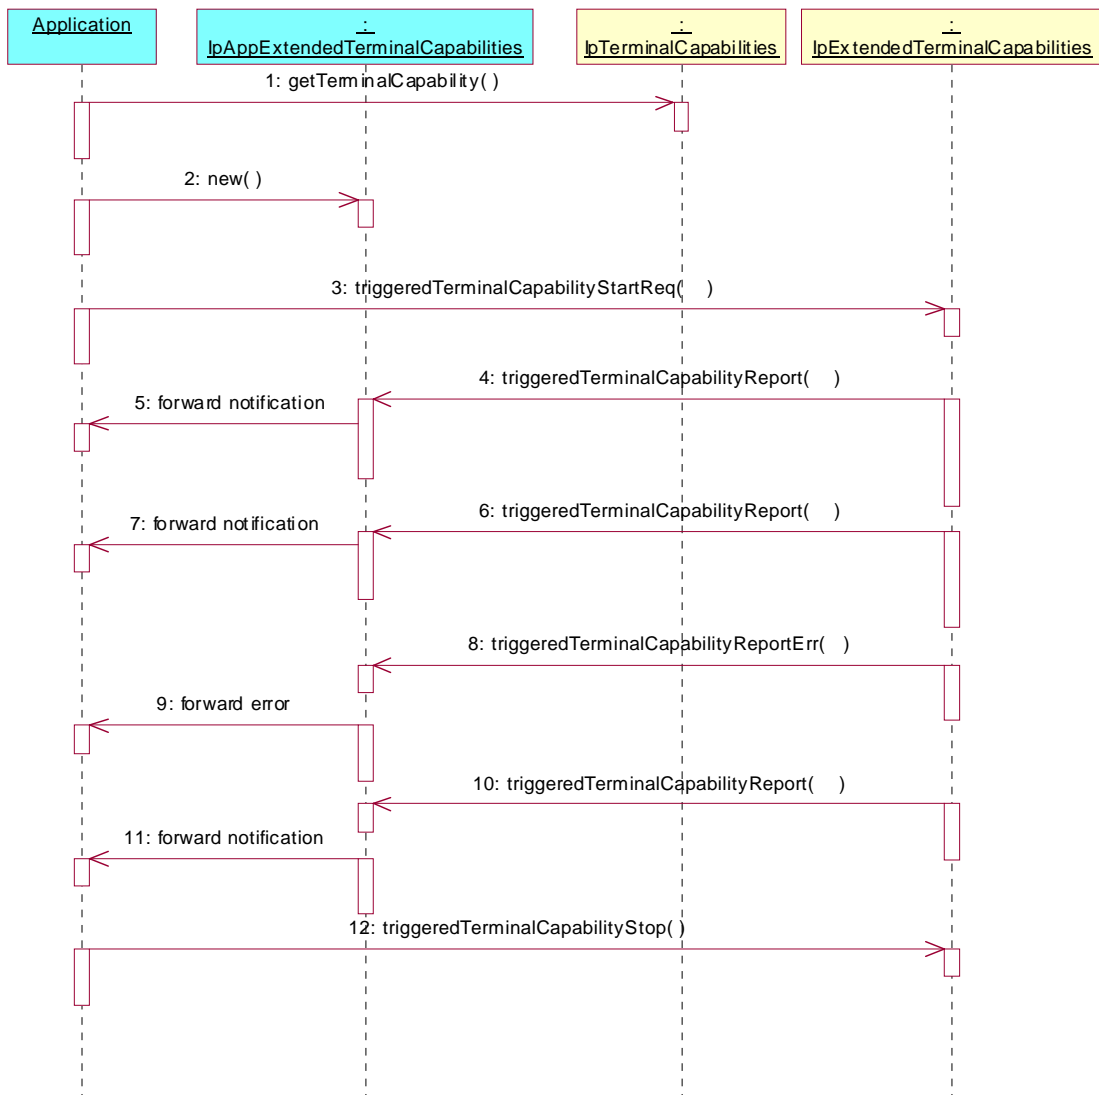 Application
:
IpAppExtendedTerminalCapabilities
:
IpTerminalCapabilities
:
IpExtendedTerminalCapabilities
1: getTerminalCapability( )
2: new( )
3: triggeredTerminalCapabilityStartReq( )
4: triggeredTerminalCapabilityReport( )
5: forward notification
6: triggeredTerminalCapabilityReport( )
7: forward notification
8: triggeredTerminalCapabilityReportErr( )
9: forward error
10: triggeredTerminalCapabilityReport( )
11: forward notification
12: triggeredTerminalCapabilityStop( )